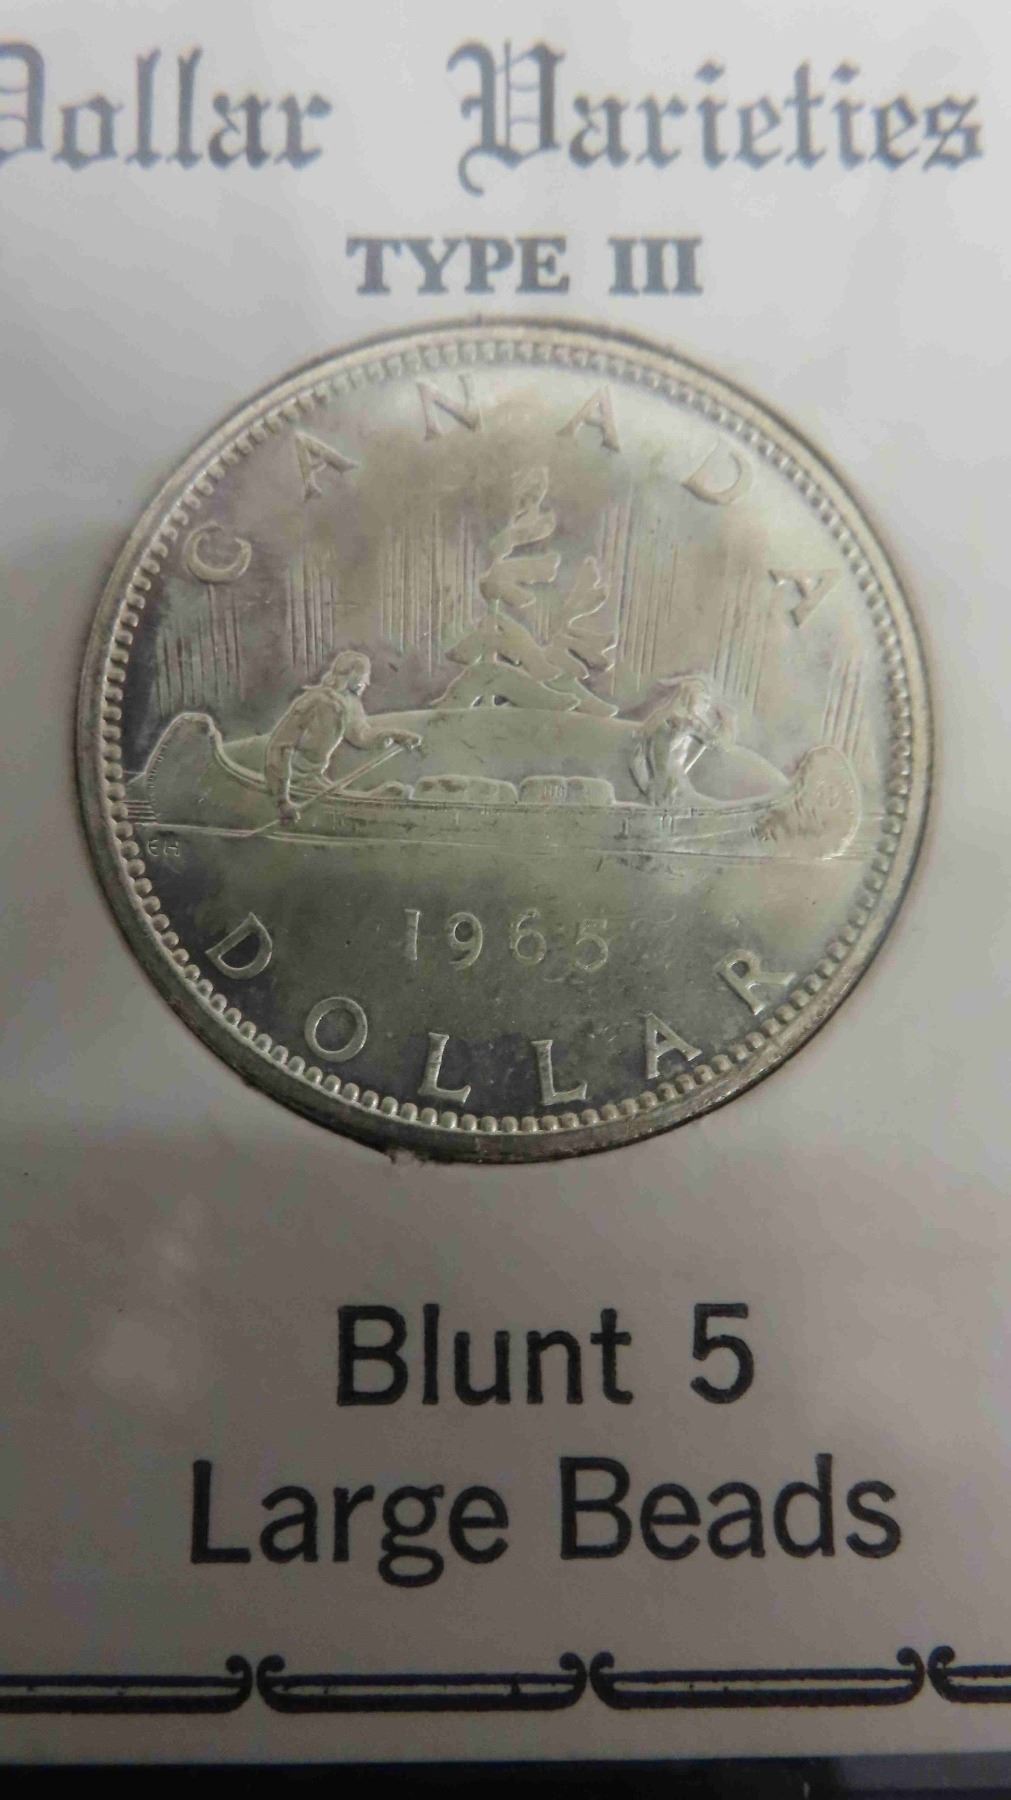 Dollar Varieties
TYPE III
CANADA
EH
1965
DOLLAR
Blunt 5
Large Beads